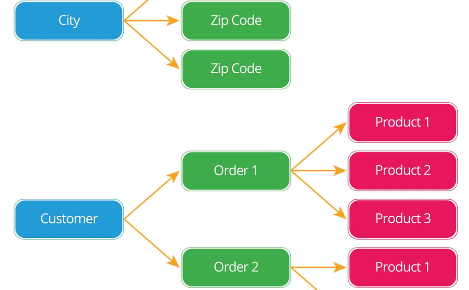 City
Zip Code
Zip Code
Product 1
Order 1
Product 2
Customer
Product 3
Order 2
Product 1